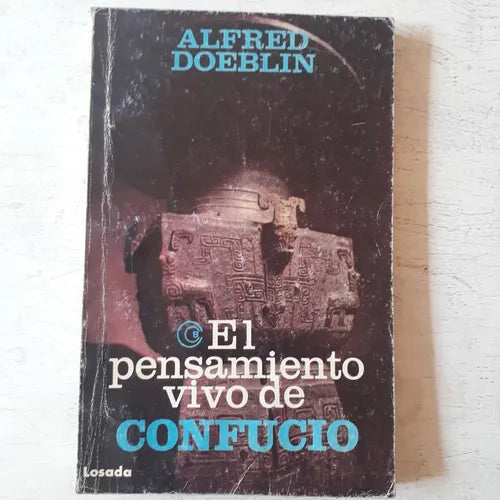 ALFRED
DOEBLIN
El
pensamiento
vivo de
CONFUCIO
Losada